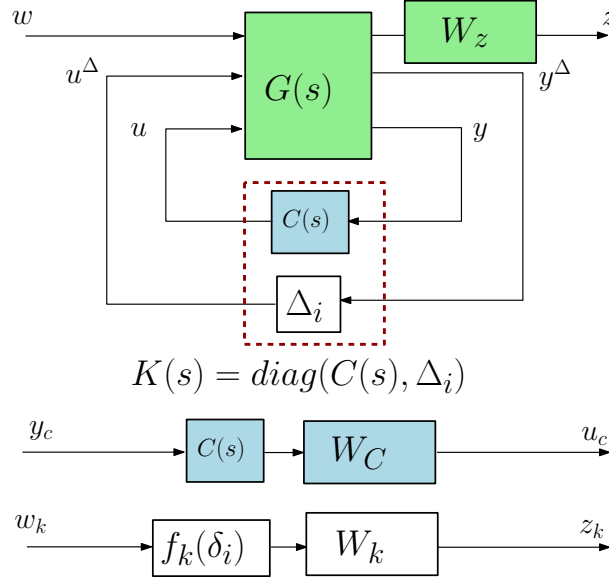 w W_z z
u^Δ G(s) y^Δ
u y
C(s)
Δ_i
K(s) = diag(C(s), Δ_i)
y_c C(s) W_C u_c
w_k f_k(δ_i) W_k z_k